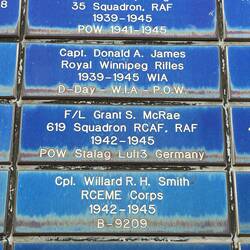 8
35 Squadron, RAF
1939-1945
POW 1941-1945
Capt. Donald A. James
Royal Winnipeg Rifles
1939-1945 WIA
D-Day - W.I.A - P.O.W.
F/L Grant S. McRae
619 Squadron RCAF, RAF
1942-1945
POW Stalag Luft3 Germany
Cpl. Willard R. H. Smith
RCEME Corps
1942-1945
B-9209